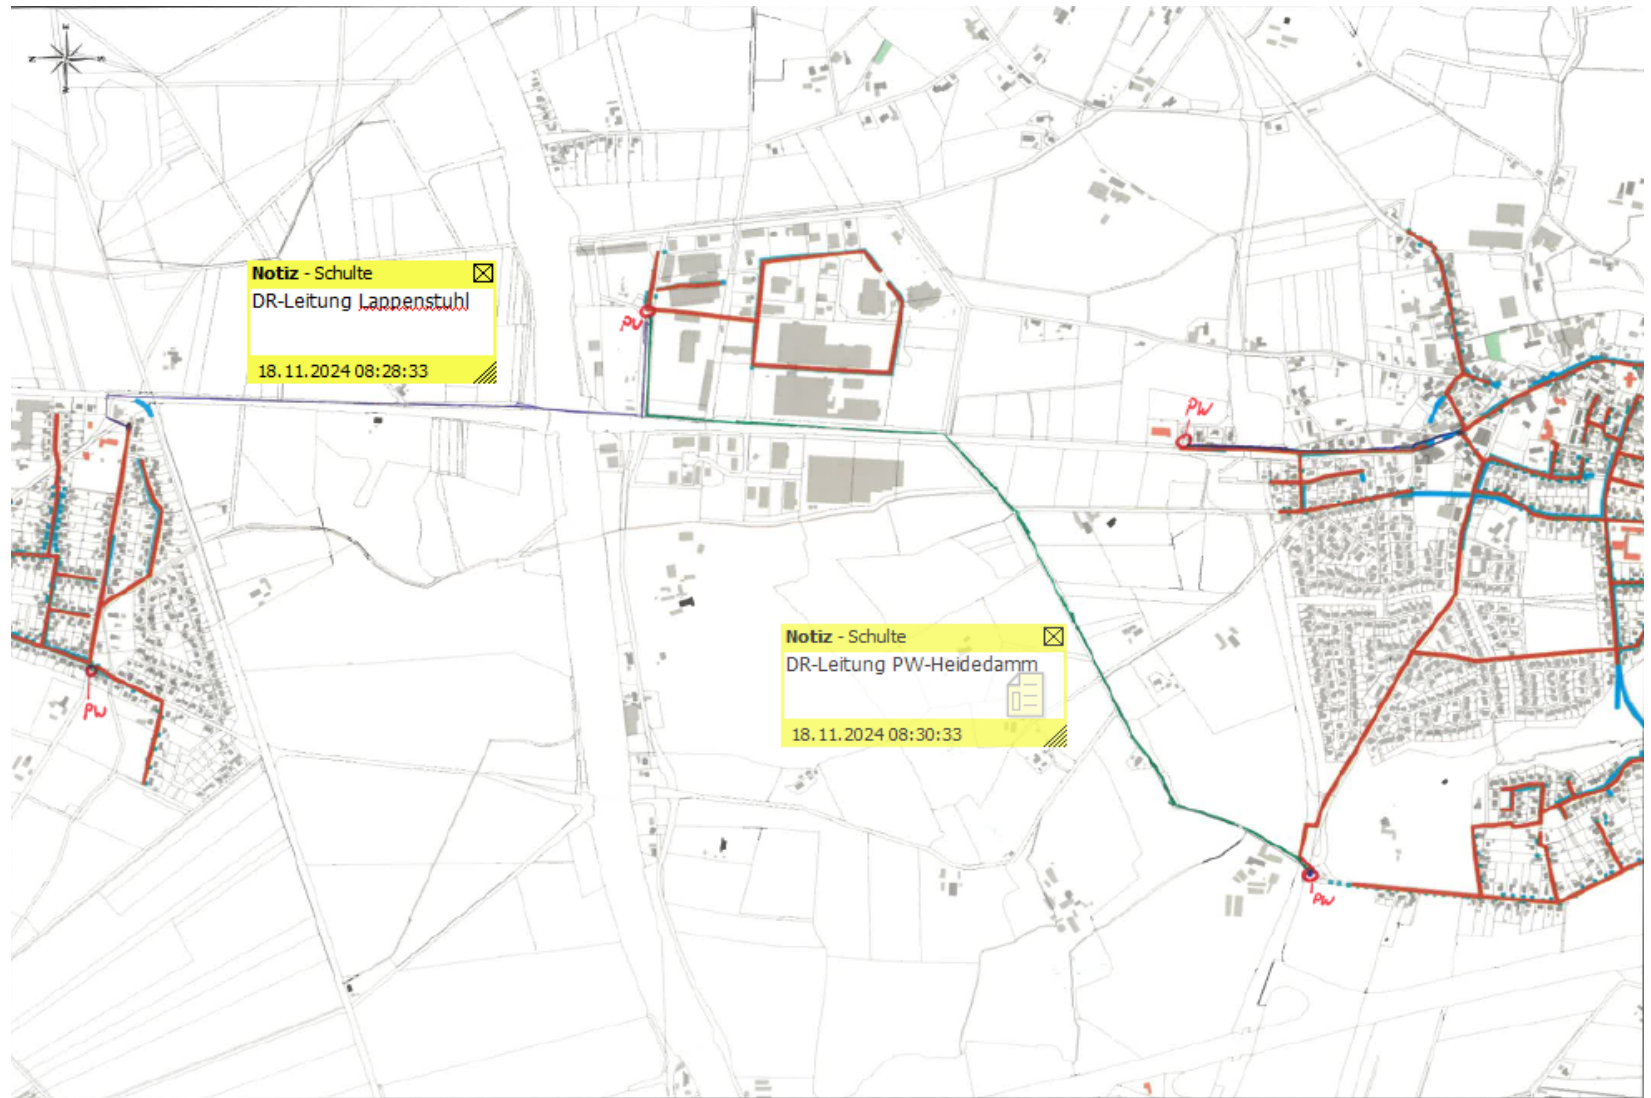 Notiz - Schulte
DR-Leitung Lappenstuhl
18.11.2024 08:28:33
PW
PW
Notiz - Schulte
DR-Leitung PW-Heidedamm
18.11.2024 08:30:33
PW
PW